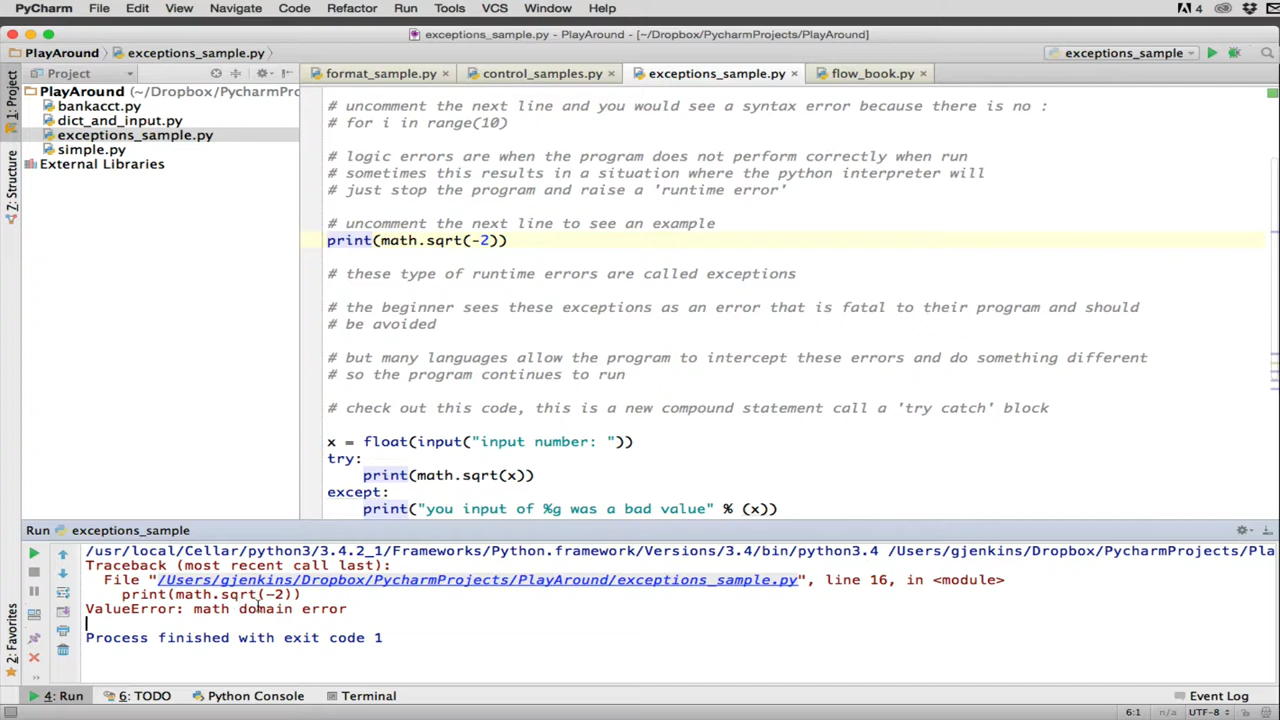 PyCharm File Edit View Navigate Code Refactor Run Tools VCS Window Help 4
exceptions_sample.py - PlayAround - [~/Dropbox/PycharmProjects/PlayAround]
PlayAround exceptions_sample.py exceptions_sample
1: Project
Z: Structure
2: Favorites
Project
format_sample.py control_samples.py exceptions_sample.py flow_book.py
PlayAround (~/Dropbox/PycharmPro
bankacct.py
dict_and_input.py
exceptions_sample.py
simple.py
External Libraries
# uncomment the next line and you would see a syntax error because there is no :
# for i in range(10)
# logic errors are when the program does not perform correctly when run
# sometimes this results in a situation where the python interpreter will
# just stop the program and raise a 'runtime error'
# uncomment the next line to see an example
print(math.sqrt(-2))
# these type of runtime errors are called exceptions
# the beginner sees these exceptions as an error that is fatal to their program and should
# be avoided
# but many languages allow the program to intercept these errors and do something different
# so the program continues to run
# check out this code, this is a new compound statement call a 'try catch' block
x = float(input("input number: "))
try:
print(math.sqrt(x))
except:
print("you input of %g was a bad value" % (x))
Run exceptions_sample
/usr/local/Cellar/python3/3.4.2_1/Frameworks/Python.framework/Versions/3.4/bin/python3.4 /Users/gjenkins/Dropbox/PycharmProjects/Pla
Traceback (most recent call last):
File "/Users/gjenkins/Dropbox/PycharmProjects/PlayAround/exceptions_sample.py", line 16, in <module>
print(math.sqrt(-2))
ValueError: math domain error
Process finished with exit code 1
4: Run 6: TODO Python Console Terminal Event Log
6:1 n/a UTF-8